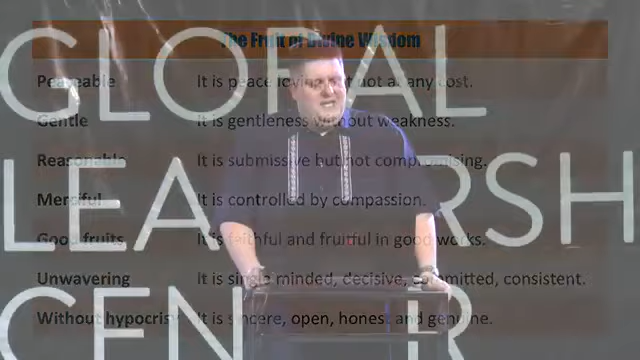 The Fruit of Divine Wisdom
Peaceable It is peace loving but not at any cost.
Gentle It is gentleness without weakness.
Reasonable It is submissive but not compromising.
Merciful It is controlled by compassion.
Good fruits It is faithful and fruitful in good works.
Unwavering It is single minded, decisive, committed, consistent.
Without hypocrisy It is sincere, open, honest and genuine.
GLOBAL
LEA RSH
CEN R